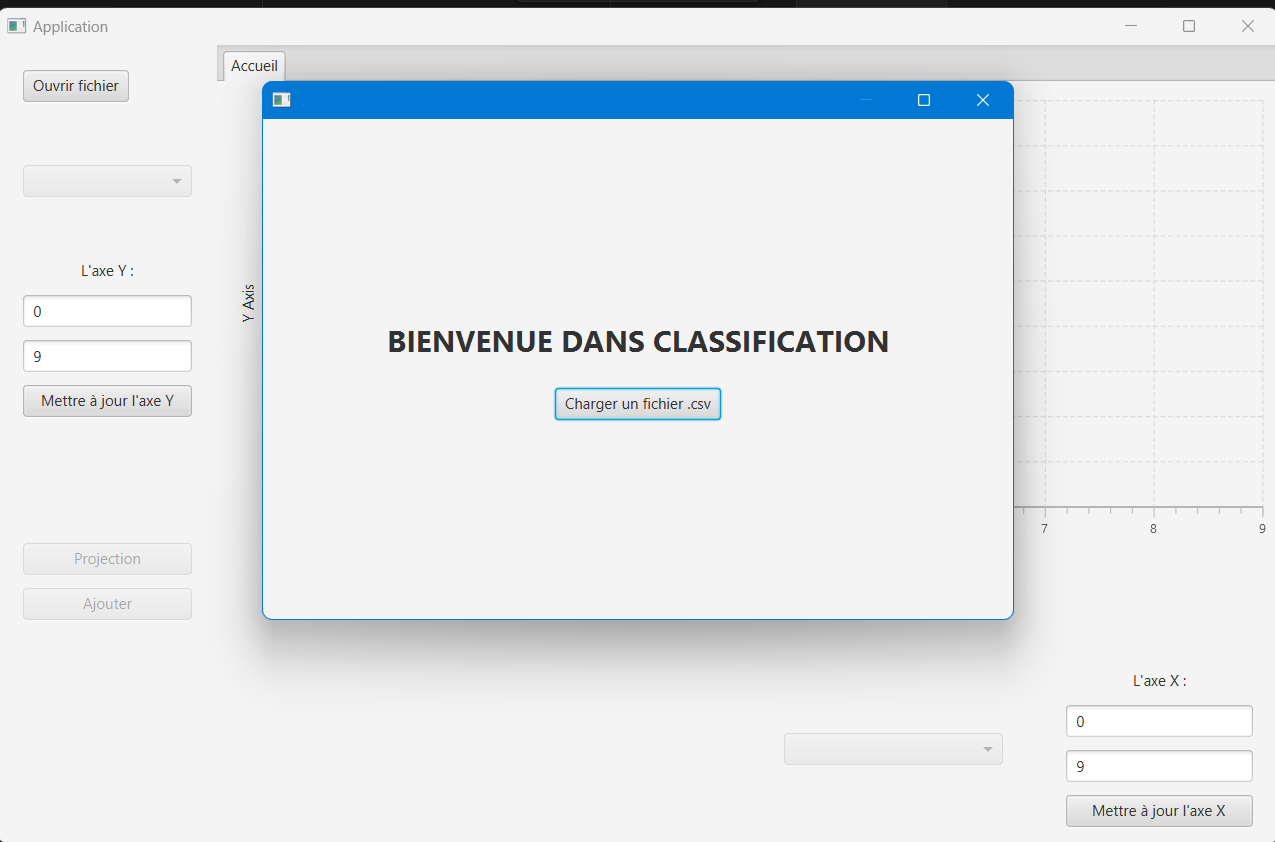 Application
Ouvrir fichier
Accueil
L'axe Y :
0
9
Mettre à jour l'axe Y
Projection
Ajouter
Y Axis
BIENVENUE DANS CLASSIFICATION
Charger un fichier .csv
7 8 9
L'axe X :
0
9
Mettre à jour l'axe X